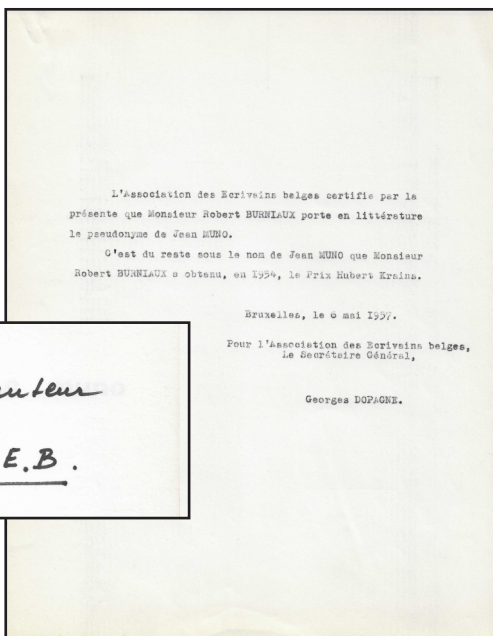 L'Association des Ecrivains belges certifie par la
présente que Monsieur Robert BURNIAUX porte en littérature
le pseudonyme de Jean MUNO.
C'est du reste sous le nom de Jean MUNO que Monsieur
Robert BURNIAUX a obtenu, en 1954, le Prix Hubert Krains.
Bruxelles, le 6 mai 1957.
Pour l'Association des Ecrivains belges,
Le Secrétaire Général,
Georges DOPAGNE.
E.B.